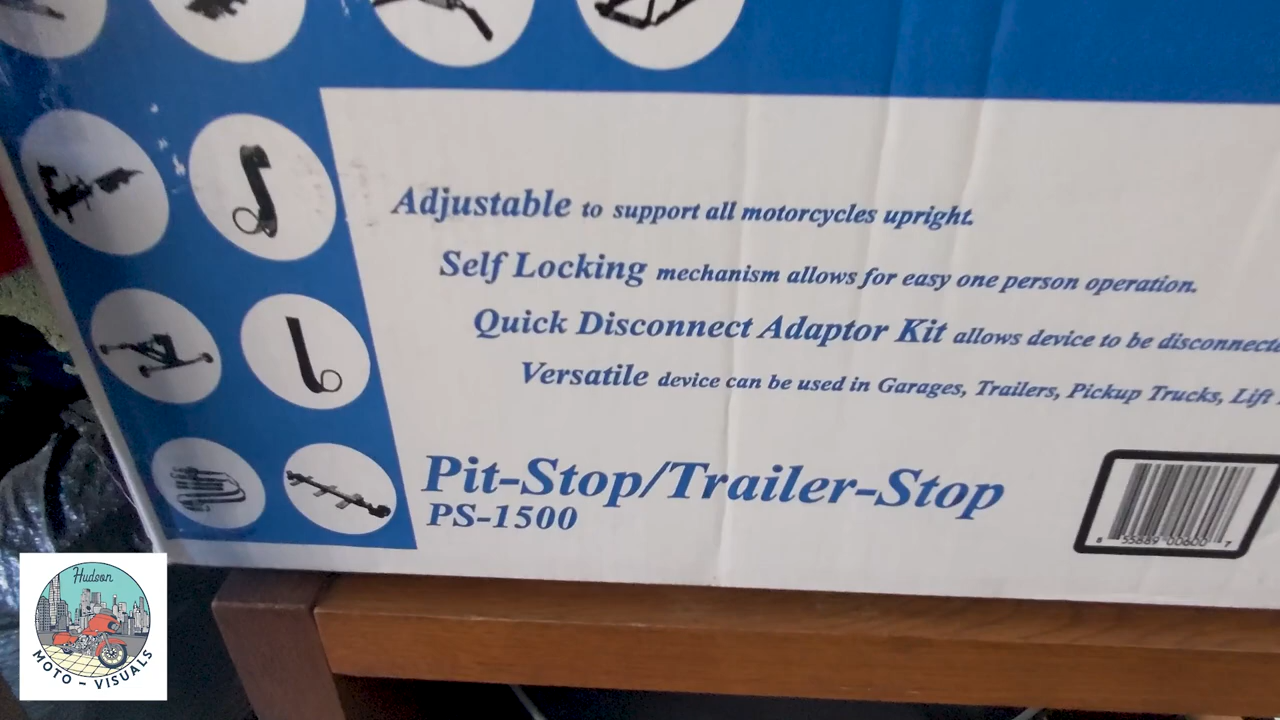 Adjustable to support all motorcycles upright.
Self Locking mechanism allows for easy one person operation.
Quick Disconnect Adaptor Kit allows device to be disconnecte
Versatile device can be used in Garages, Trailers, Pickup Trucks, Lift
Pit-Stop/Trailer-Stop
PS-1500
Hudson
MOTO - VISUALS